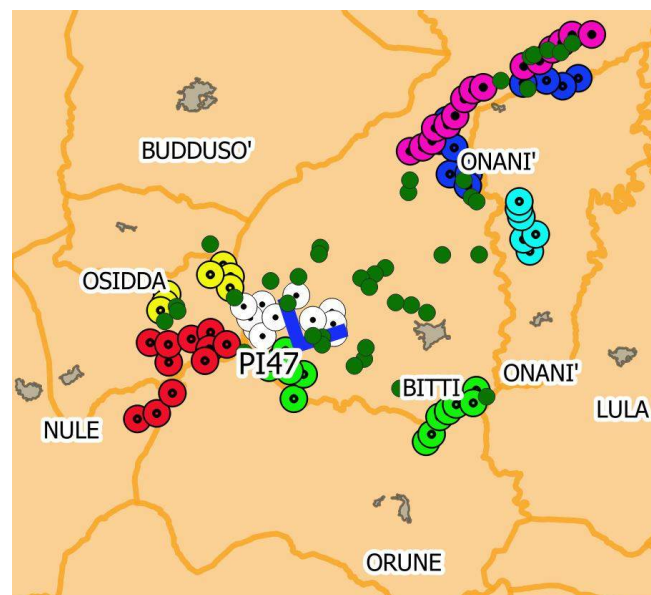 BUDDUSO'
ONANI'
OSIDDA
PI47
BITTI
ONANI'
LULA
NULE
ORUNE